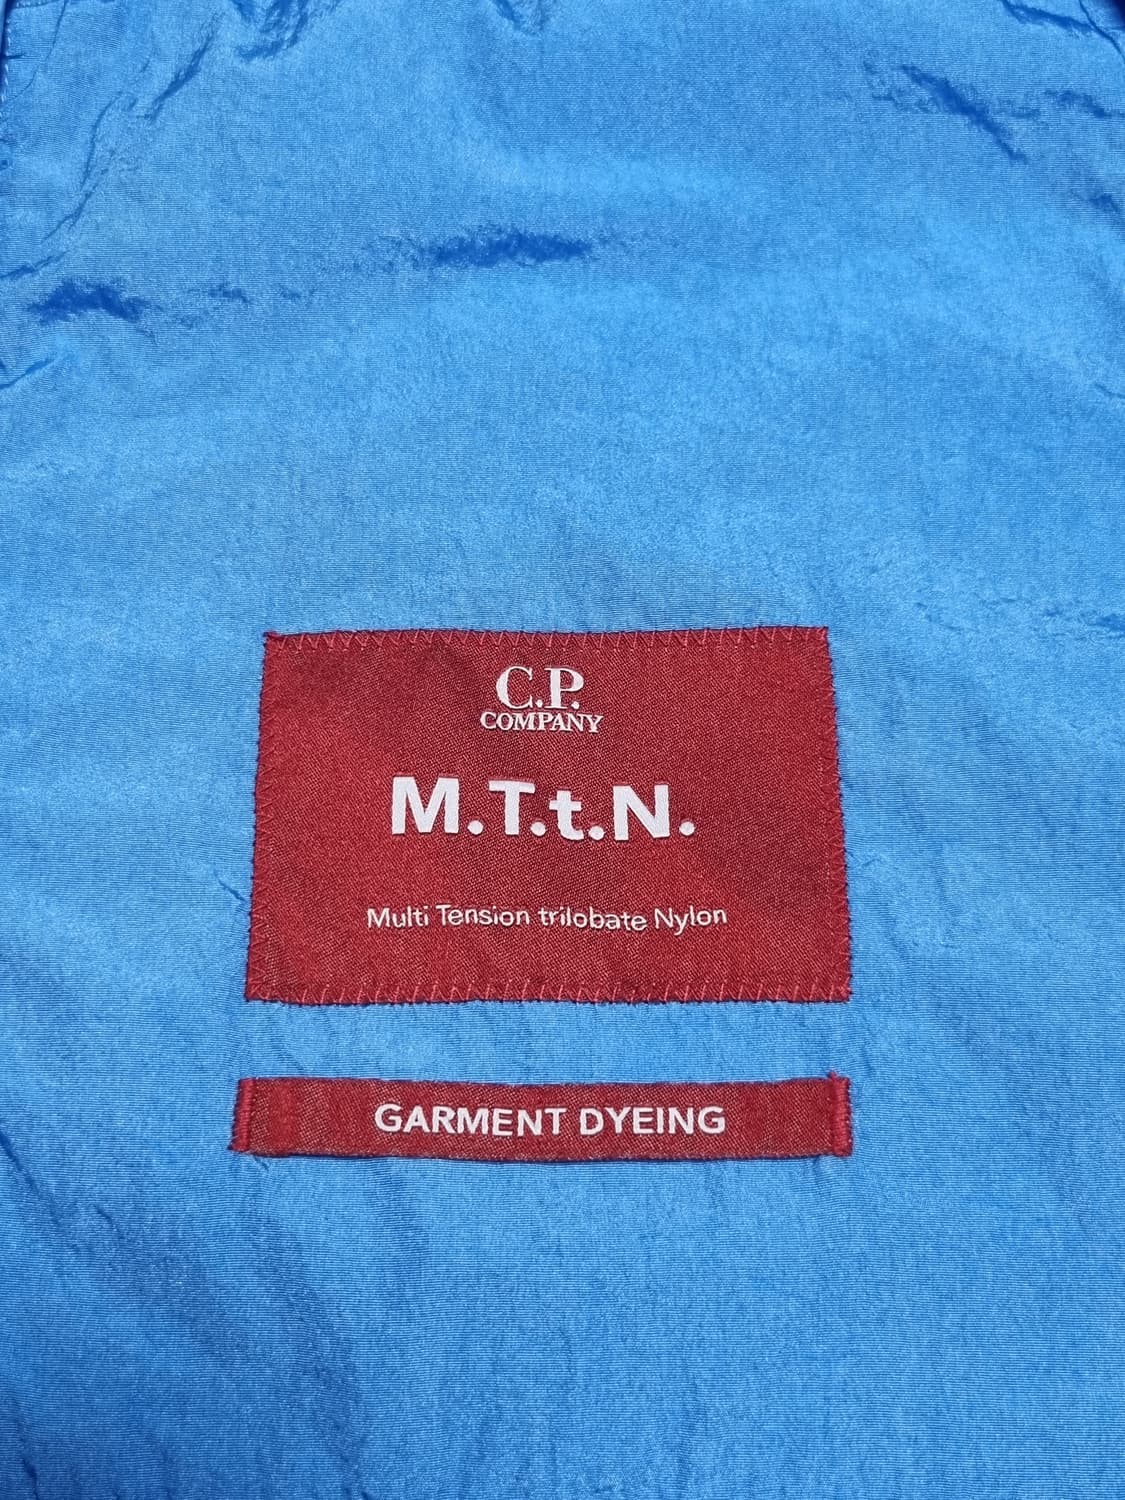 C.P.
COMPANY
M.T.t.N.
Multi Tension trilobate Nylon
GARMENT DYEING